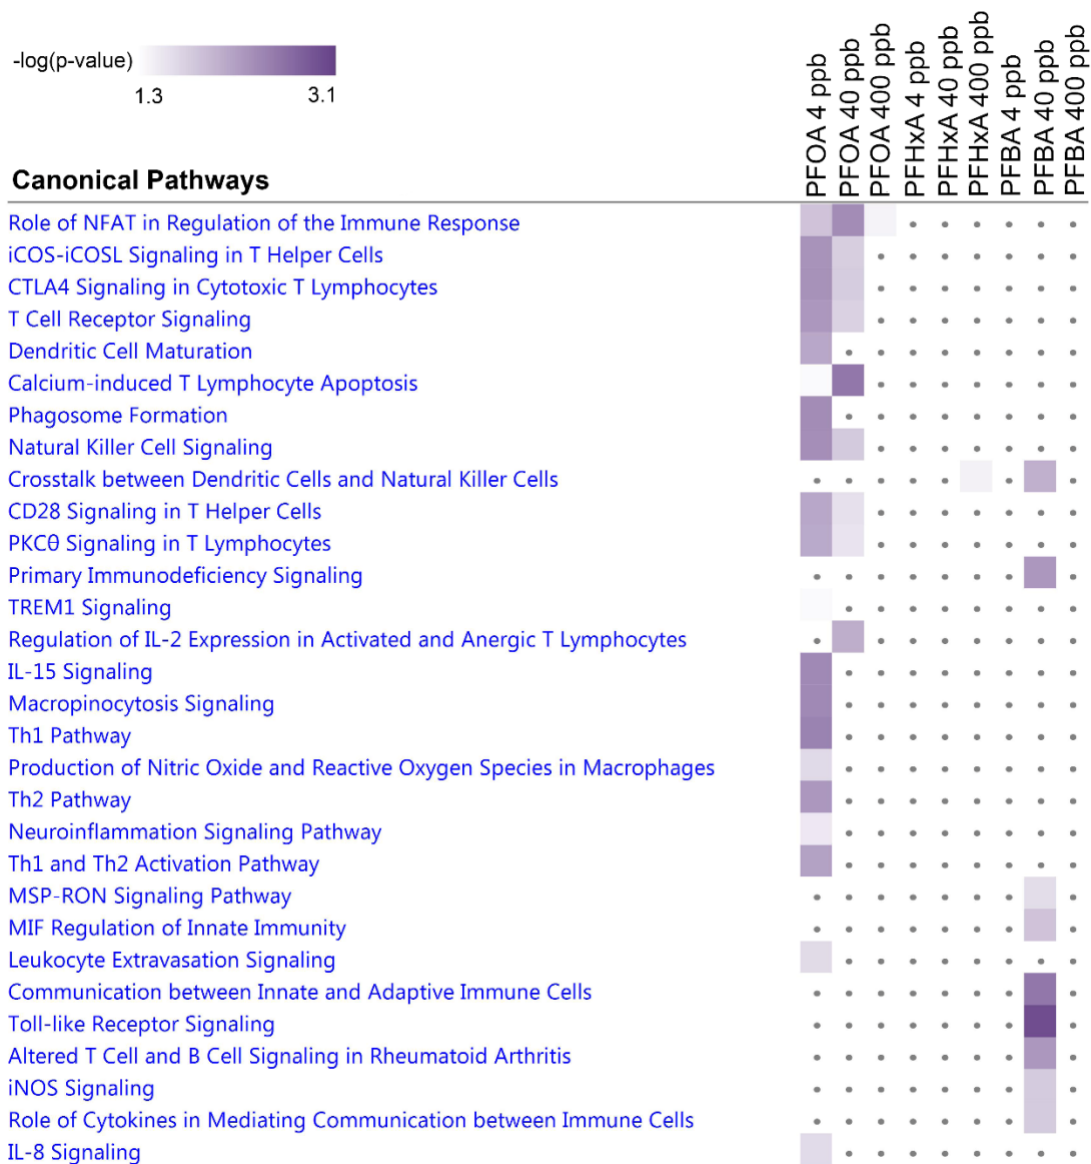 -log(p-value)
1.3 3.1
PFOA 4 ppb
PFOA 40 ppb
PFOA 400 ppb
PFHxA 4 ppb
PFHxA 40 ppb
PFHxA 400 ppb
PFBA 4 ppb
PFBA 40 ppb
PFBA 400 ppb
Canonical Pathways
Role of NFAT in Regulation of the Immune Response
iCOS-iCOSL Signaling in T Helper Cells
CTLA4 Signaling in Cytotoxic T Lymphocytes
T Cell Receptor Signaling
Dendritic Cell Maturation
Calcium-induced T Lymphocyte Apoptosis
Phagosome Formation
Natural Killer Cell Signaling
Crosstalk between Dendritic Cells and Natural Killer Cells
CD28 Signaling in T Helper Cells
PKCθ Signaling in T Lymphocytes
Primary Immunodeficiency Signaling
TREM1 Signaling
Regulation of IL-2 Expression in Activated and Anergic T Lymphocytes
IL-15 Signaling
Macropinocytosis Signaling
Th1 Pathway
Production of Nitric Oxide and Reactive Oxygen Species in Macrophages
Th2 Pathway
Neuroinflammation Signaling Pathway
Th1 and Th2 Activation Pathway
MSP-RON Signaling Pathway
MIF Regulation of Innate Immunity
Leukocyte Extravasation Signaling
Communication between Innate and Adaptive Immune Cells
Toll-like Receptor Signaling
Altered T Cell and B Cell Signaling in Rheumatoid Arthritis
iNOS Signaling
Role of Cytokines in Mediating Communication between Immune Cells
IL-8 Signaling